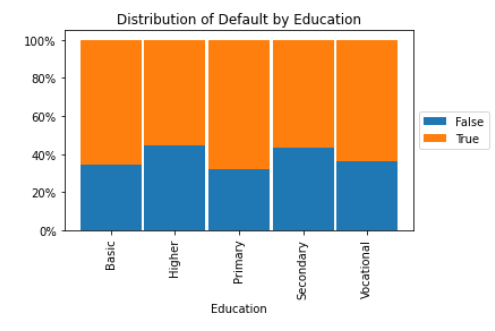 Distribution of Default by Education
100%
80%
60%
40%
20%
0%
False
True
Basic
Higher
Primary
Secondary
Vocational
Education